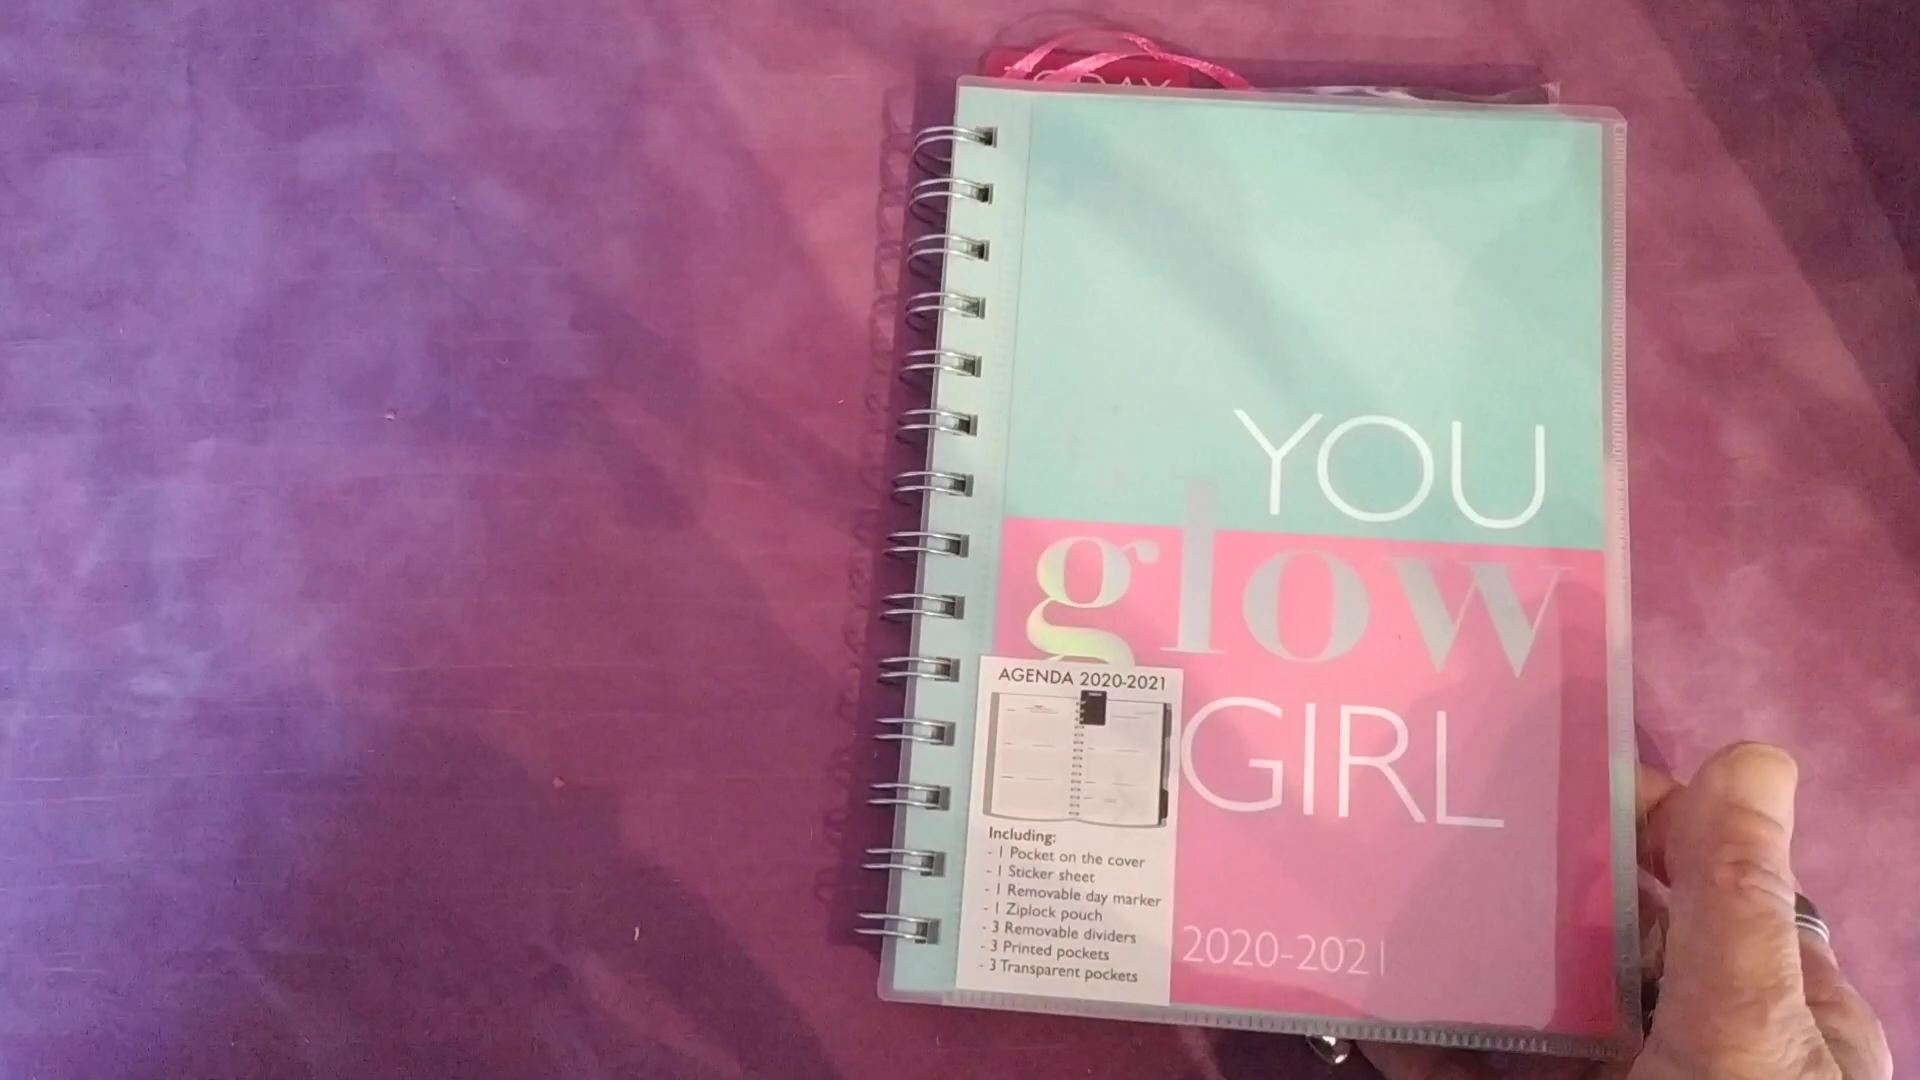 YOU
glow
GIRL
2020-2021
AGENDA 2020-2021
Including:
- 1 Pocket on the cover
- 1 Sticker sheet
- 1 Removable day marker
- 1 Ziplock pouch
- 3 Removable dividers
- 3 Printed pockets
- 3 Transparent pockets